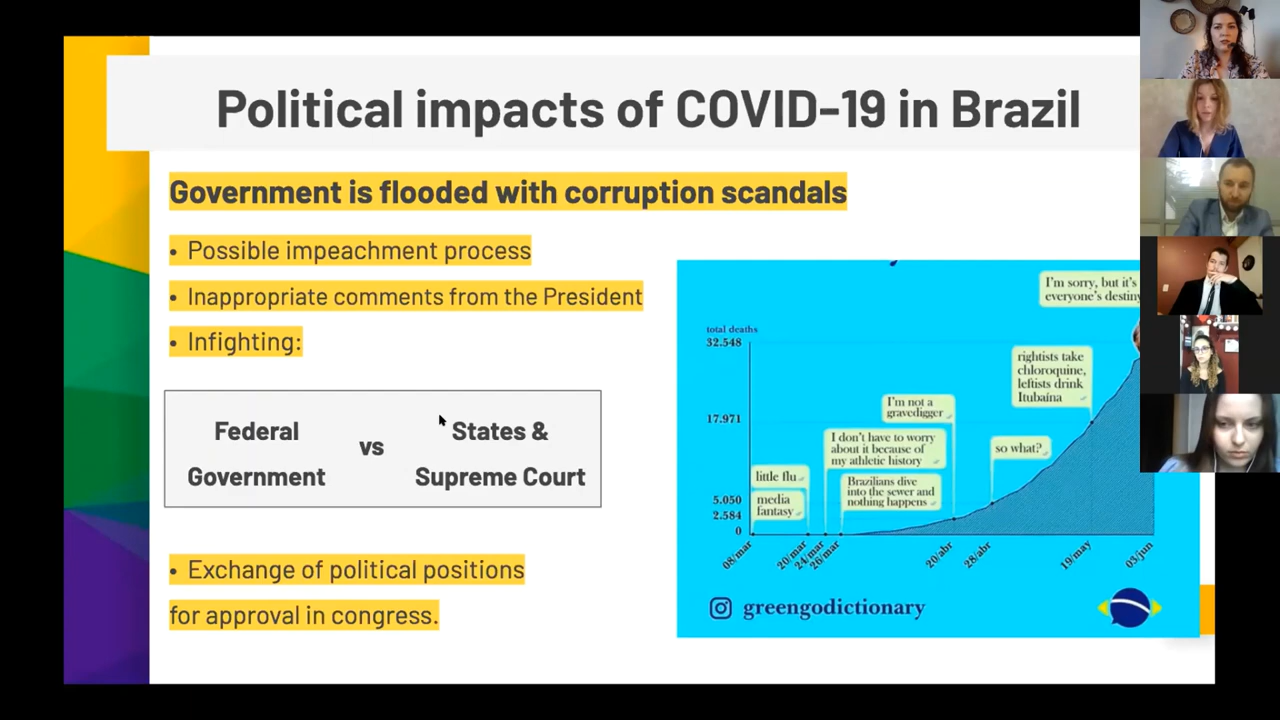 Political impacts of COVID-19 in Brazil
Government is flooded with corruption scandals
• Possible impeachment process
• Inappropriate comments from the President
• Infighting:
Federal
Government
vs
States &
Supreme Court
• Exchange of political positions
for approval in congress.
I'm sorry, but it's
everyone's destiny
total deaths
32.548
17.971
5.050
2.584
0
rightists take
chloroquine,
leftists drink
Itubaína
I'm not a
gravedigger
I don't have to worry
about it because of
my athletic history
so what?
little flu
media
fantasy
Brazilians dive
into the sewer and
nothing happens
08/mar
20/mar
24/mar
26/mar
20/abr
28/abr
19/may
03/jun
greengodictionary